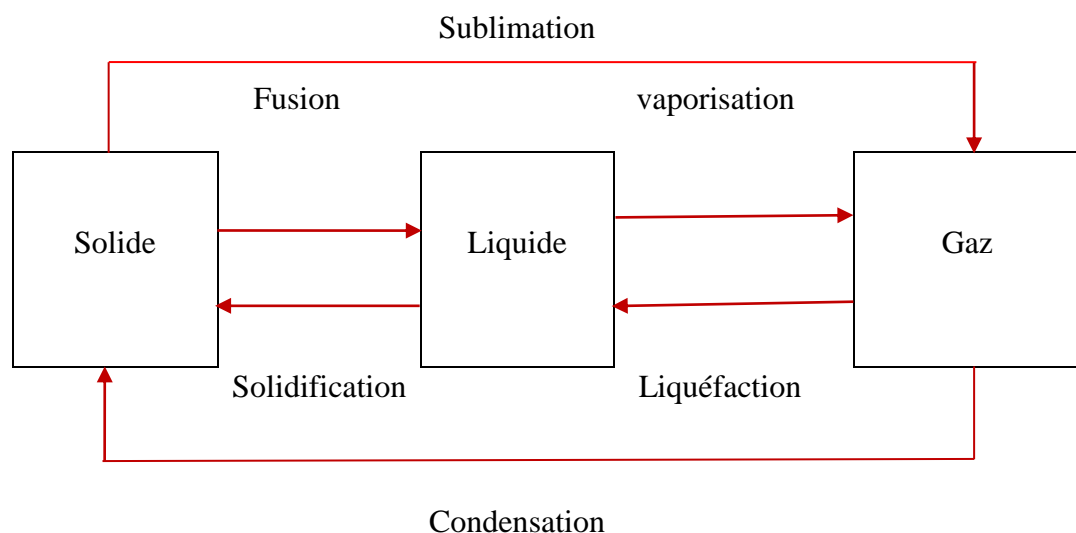 Sublimation
Fusion
vaporisation
Solide
Liquide
Gaz
Solidification
Liquéfaction
Condensation